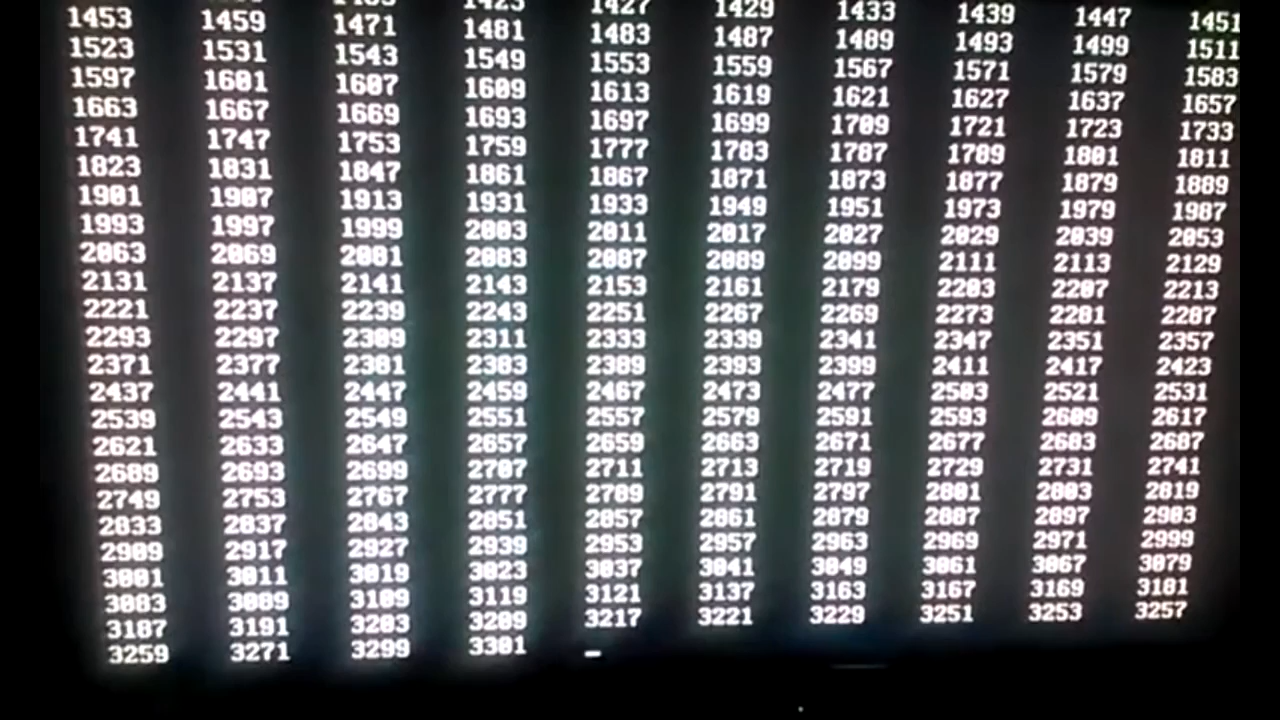 1423 1427 1429 1433 1439 1447 1451
1453 1459 1471 1481 1483 1487 1489 1493 1499 1511
1523 1531 1543 1549 1553 1559 1567 1571 1579 1583
1597 1601 1607 1609 1613 1619 1621 1627 1637 1657
1663 1667 1669 1693 1697 1699 1709 1721 1723 1733
1741 1747 1753 1759 1777 1783 1787 1789 1801 1811
1823 1831 1847 1861 1867 1871 1873 1877 1879 1889
1901 1907 1913 1931 1933 1949 1951 1973 1979 1987
1993 1997 1999 2003 2011 2017 2027 2029 2039 2053
2063 2069 2081 2083 2087 2089 2099 2111 2113 2129
2131 2137 2141 2143 2153 2161 2179 2203 2207 2213
2221 2237 2239 2243 2251 2267 2269 2273 2281 2287
2293 2297 2309 2311 2333 2339 2341 2347 2351 2357
2371 2377 2381 2383 2389 2393 2399 2411 2417 2423
2437 2441 2447 2459 2467 2473 2477 2503 2521 2531
2539 2543 2549 2551 2557 2579 2591 2593 2609 2617
2621 2633 2647 2657 2659 2663 2671 2677 2683 2687
2689 2693 2699 2707 2711 2713 2719 2729 2731 2741
2749 2753 2767 2777 2789 2791 2797 2801 2803 2819
2833 2837 2843 2851 2857 2861 2879 2887 2897 2903
2909 2917 2927 2939 2953 2957 2963 2969 2971 2999
3001 3011 3019 3023 3037 3041 3049 3061 3067 3079
3083 3089 3109 3119 3121 3137 3163 3167 3169 3181
3187 3191 3203 3209 3217 3221 3229 3251 3253 3257
3259 3271 3299 3301